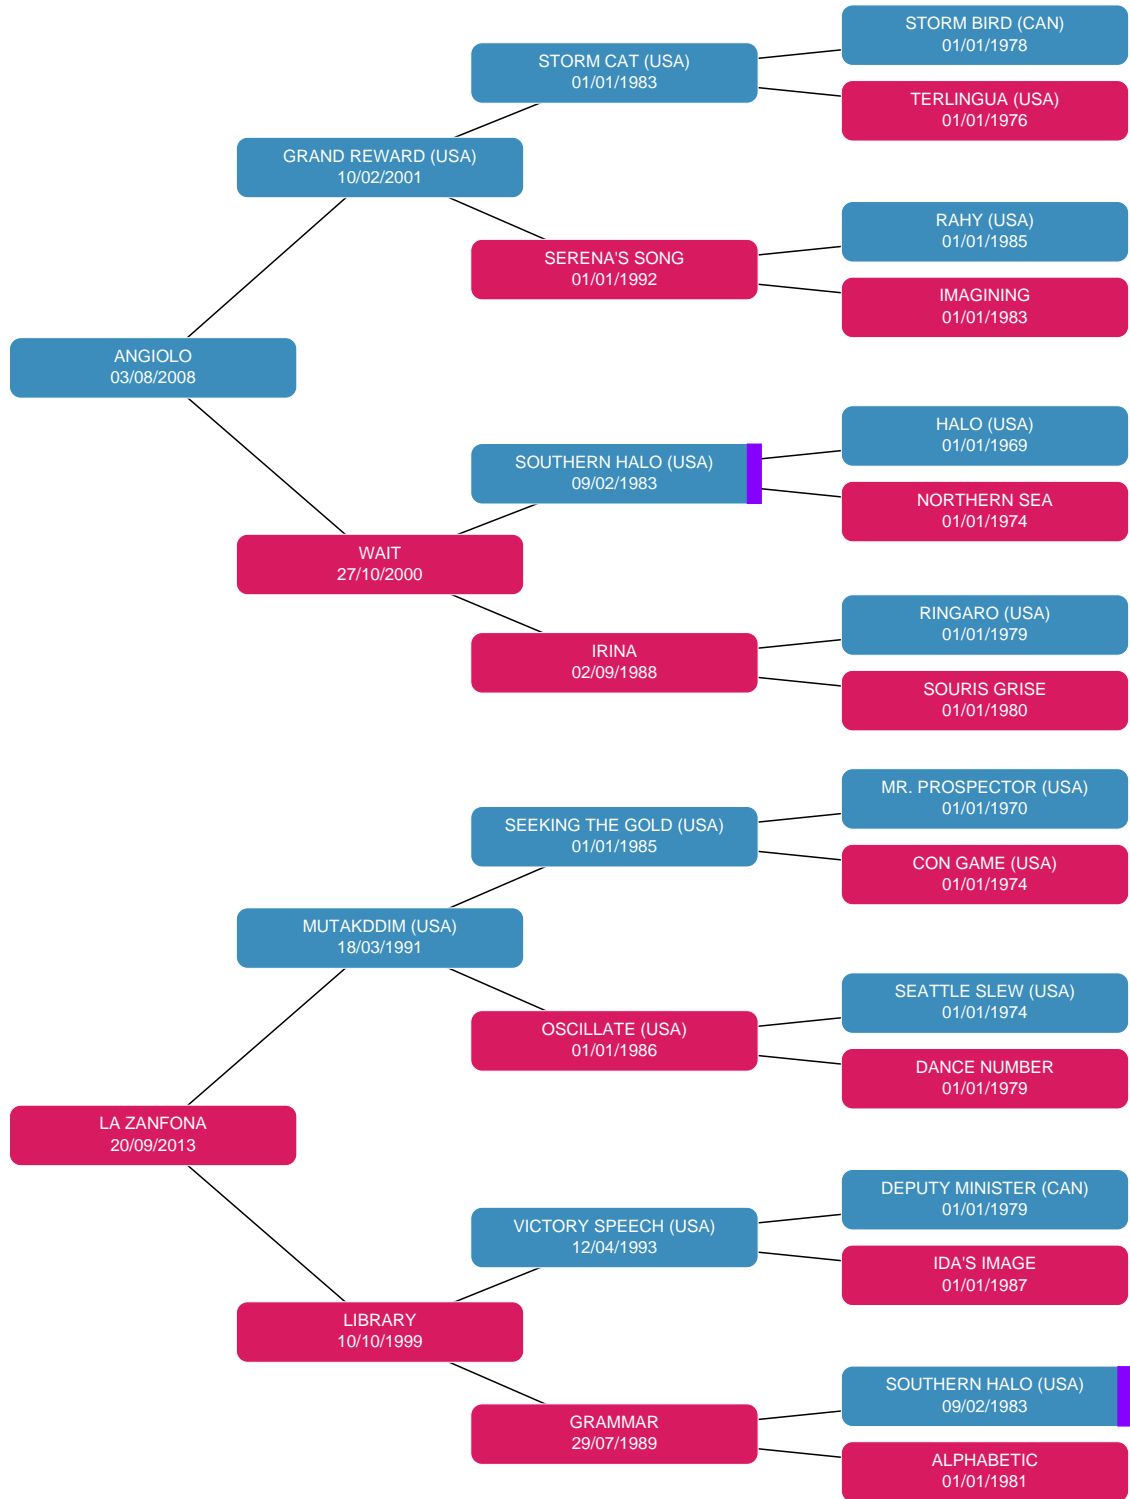 STORM BIRD (CAN)
01/01/1978
STORM CAT (USA)
01/01/1983
TERLINGUA (USA)
01/01/1976
GRAND REWARD (USA)
10/02/2001
RAHY (USA)
01/01/1985
SERENA'S SONG
01/01/1992
IMAGINING
01/01/1983
ANGIOLO
03/08/2008
HALO (USA)
01/01/1969
SOUTHERN HALO (USA)
09/02/1983
NORTHERN SEA
01/01/1974
WAIT
27/10/2000
RINGARO (USA)
01/01/1979
IRINA
02/09/1988
SOURIS GRISE
01/01/1980
MR. PROSPECTOR (USA)
01/01/1970
SEEKING THE GOLD (USA)
01/01/1985
CON GAME (USA)
01/01/1974
MUTAKDDIM (USA)
18/03/1991
SEATTLE SLEW (USA)
01/01/1974
OSCILLATE (USA)
01/01/1986
DANCE NUMBER
01/01/1979
LA ZANFONA
20/09/2013
DEPUTY MINISTER (CAN)
01/01/1979
VICTORY SPEECH (USA)
12/04/1993
IDA'S IMAGE
01/01/1987
LIBRARY
10/10/1999
SOUTHERN HALO (USA)
09/02/1983
GRAMMAR
29/07/1989
ALPHABETIC
01/01/1981